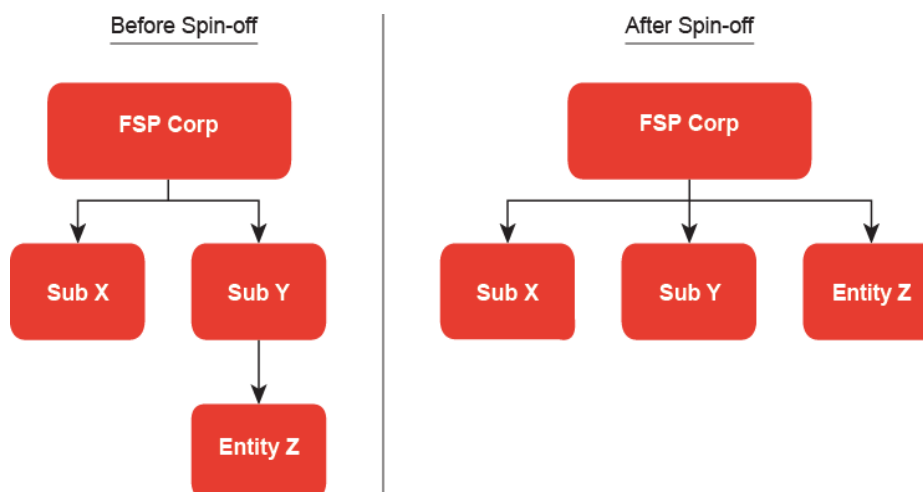 Before Spin-off
FSP Corp
Sub X
Sub Y
Entity Z
After Spin-off
FSP Corp
Sub X
Sub Y
Entity Z